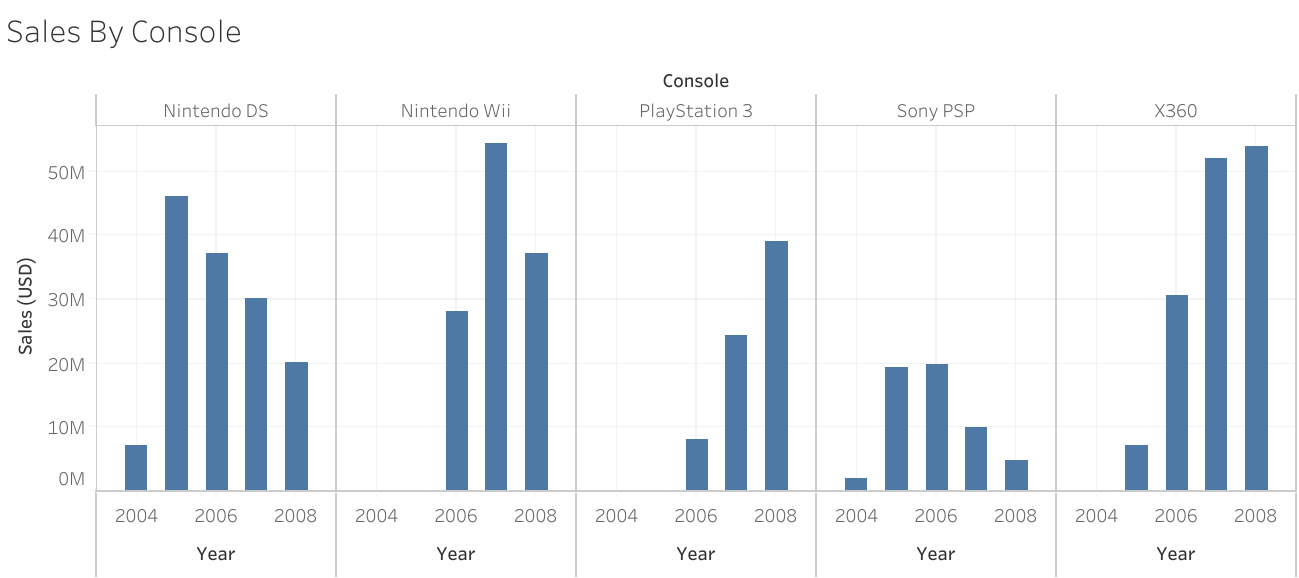 Sales By Console
Console
Nintendo DS Nintendo Wii PlayStation 3 Sony PSP X360
Sales (USD)
50M
40M
30M
20M
10M
0M
2004 2006 2008 2004 2006 2008 2004 2006 2008 2004 2006 2008 2004 2006 2008
Year Year Year Year Year